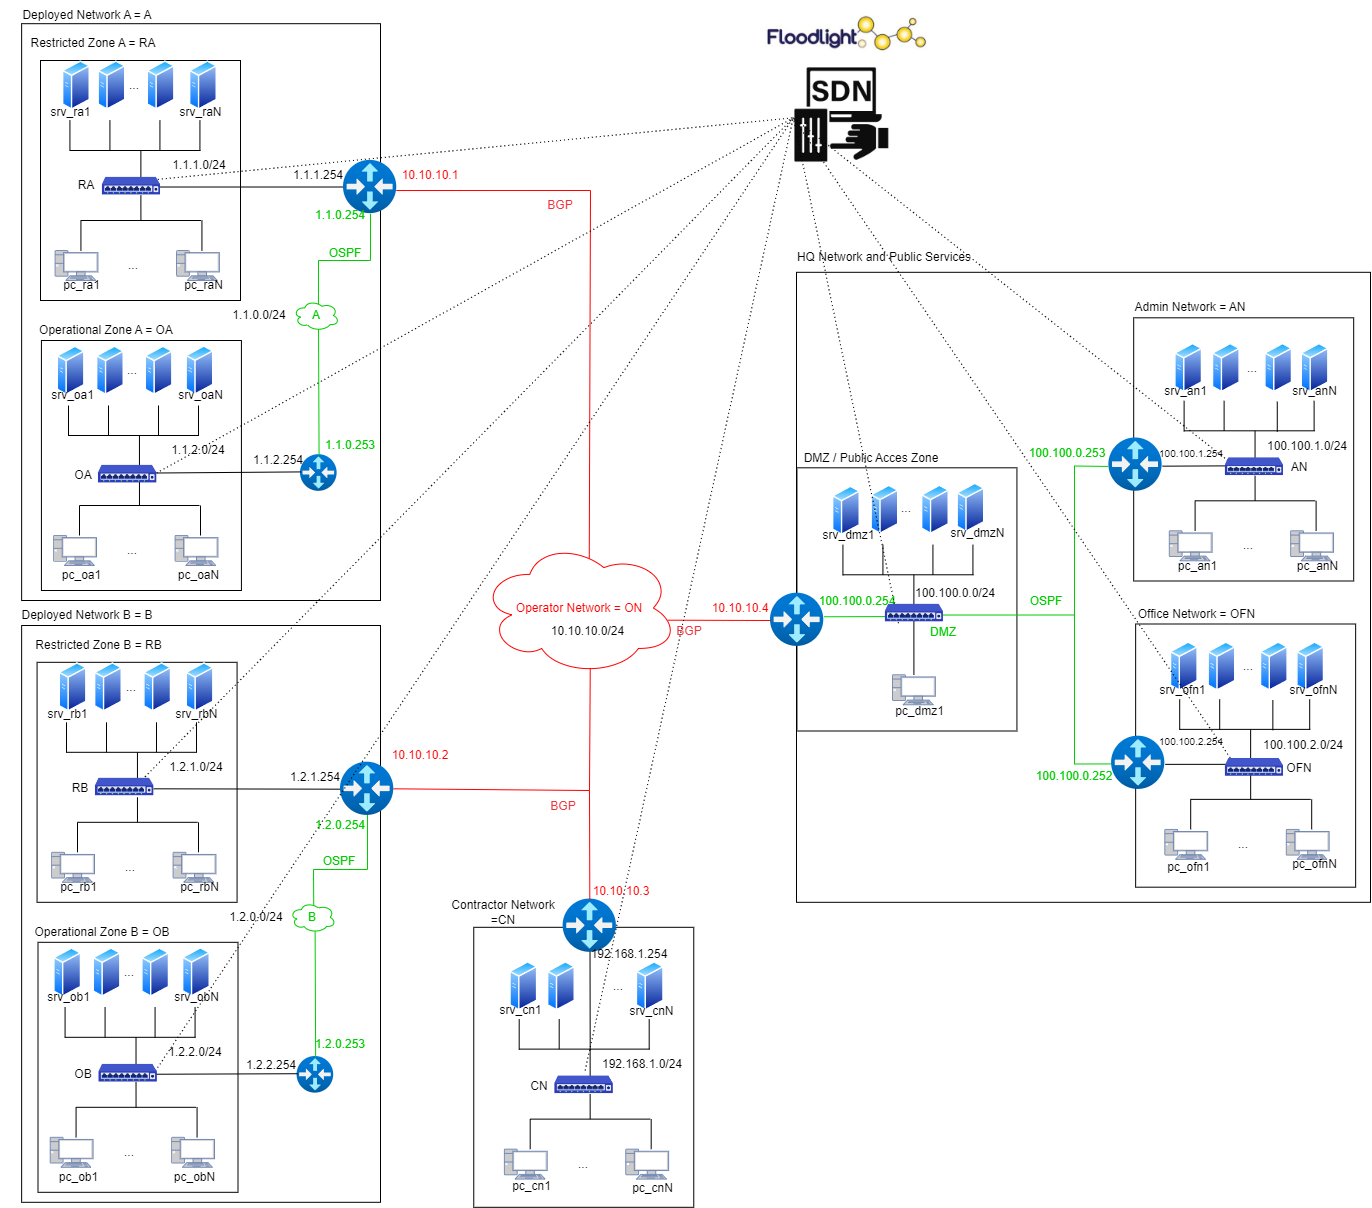 Deployed Network A = A
Restricted Zone A = RA
srv_ra1
...
srv_raN
1.1.1.0/24
RA
1.1.1.254
10.10.10.1
1.1.0.254
BGP
OSPF
pc_ra1
...
pc_raN
1.1.0.0/24
A
Operational Zone A = OA
srv_oa1
...
srv_oaN
1.1.2.0/24
1.1.0.253
OA
1.1.2.254
pc_oa1
...
pc_oaN
Deployed Network B = B
Restricted Zone B = RB
srv_rb1
...
srv_rbN
1.2.1.0/24
RB
1.2.1.254
10.10.10.2
1.2.0.254
BGP
OSPF
pc_rb1
...
pc_rbN
1.2.0.0/24
B
Operational Zone B = OB
srv_ob1
...
srv_obN
1.2.2.0/24
1.2.0.253
OB
1.2.2.254
pc_ob1
...
pc_obN
Floodlight
SDN
Operator Network = ON
10.10.10.0/24
BGP
10.10.10.4
10.10.10.3
Contractor Network
=CN
192.168.1.254
srv_cn1
...
srv_cnN
192.168.1.0/24
CN
pc_cn1
...
pc_cnN
HQ Network and Public Services
DMZ / Public Acces Zone
srv_dmz1
...
srv_dmzN
100.100.0.254
100.100.0.0/24
DMZ
pc_dmz1
OSPF
Admin Network = AN
srv_an1
...
srv_anN
100.100.0.253
100.100.1.254
100.100.1.0/24
AN
pc_an1
...
pc_anN
Office Network = OFN
srv_ofn1
...
srv_ofnN
100.100.2.254
100.100.2.0/24
100.100.0.252
OFN
pc_ofn1
...
pc_ofnN